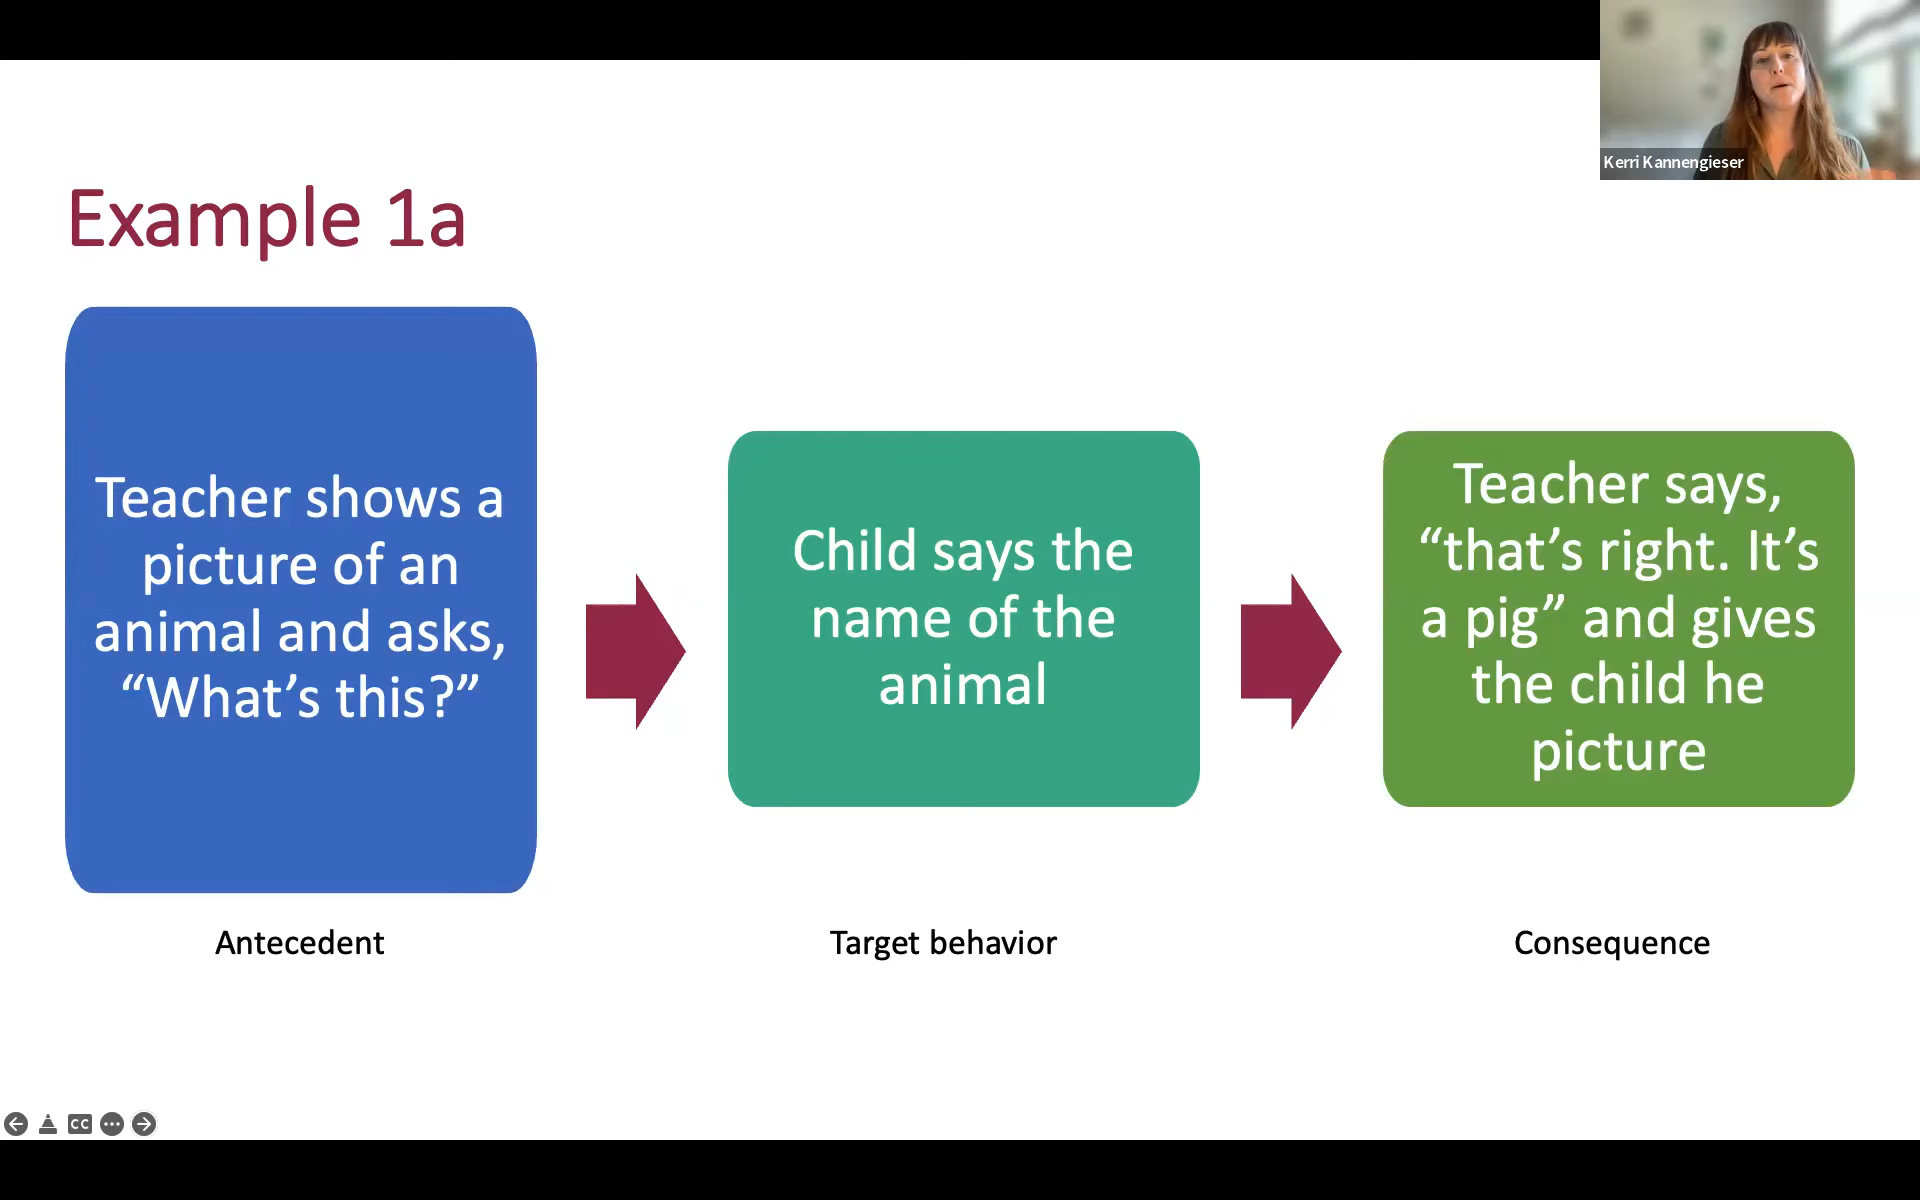 Kerri Kannengieser
Example 1a
Teacher shows a
picture of an
animal and asks,
“What’s this?”
Child says the
name of the
animal
Teacher says,
“that’s right. It’s
a pig” and gives
the child he
picture
Antecedent
Target behavior
Consequence
CC